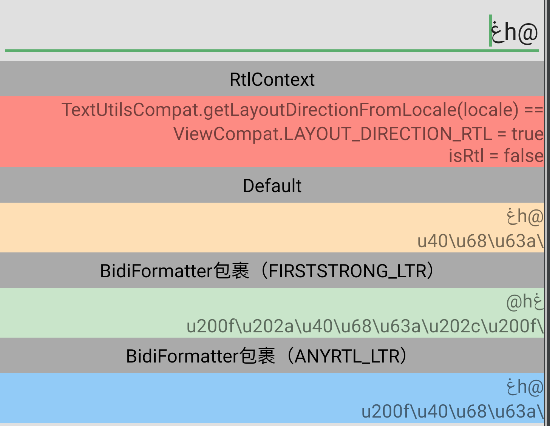 @hغ
RtlContext
TextUtilsCompat.getLayoutDirectionFromLocale(locale) ==
ViewCompat.LAYOUT_DIRECTION_RTL = true
isRtl = false
Default
@hغ
u40\u68\u63a\
BidiFormatter包裹（FIRSTSTRONG_LTR）
@hغ
u200f\u202a\u40\u68\u63a\u202c\u200f\
BidiFormatter包裹（ANYRTL_LTR）
@hغ
u200f\u40\u68\u63a\